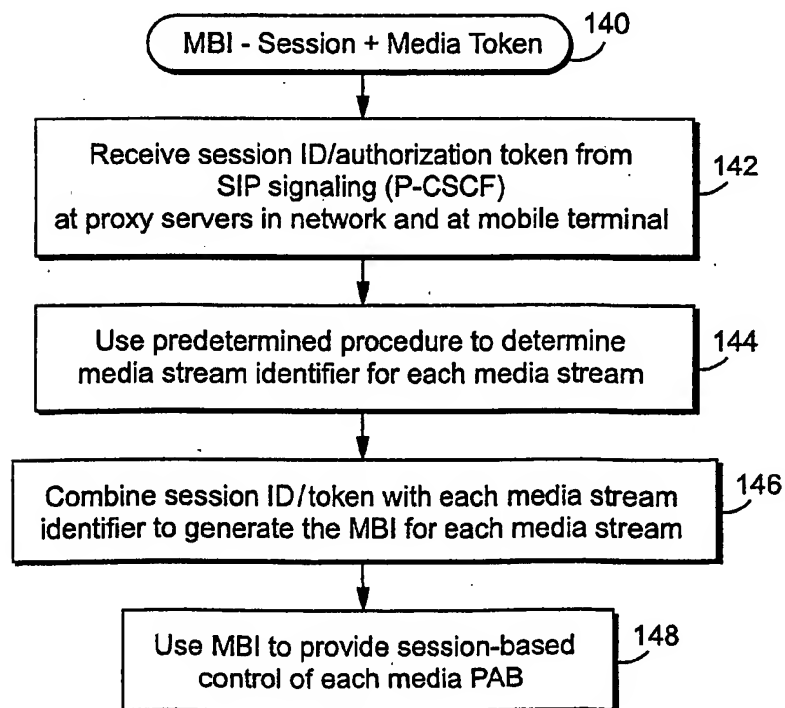 MBI - Session + Media Token
140
Receive session ID/authorization token from
SIP signaling (P-CSCF)
at proxy servers in network and at mobile terminal
142
Use predetermined procedure to determine
media stream identifier for each media stream
144
Combine session ID/token with each media stream
identifier to generate the MBI for each media stream
146
Use MBI to provide session-based
control of each media PAB
148